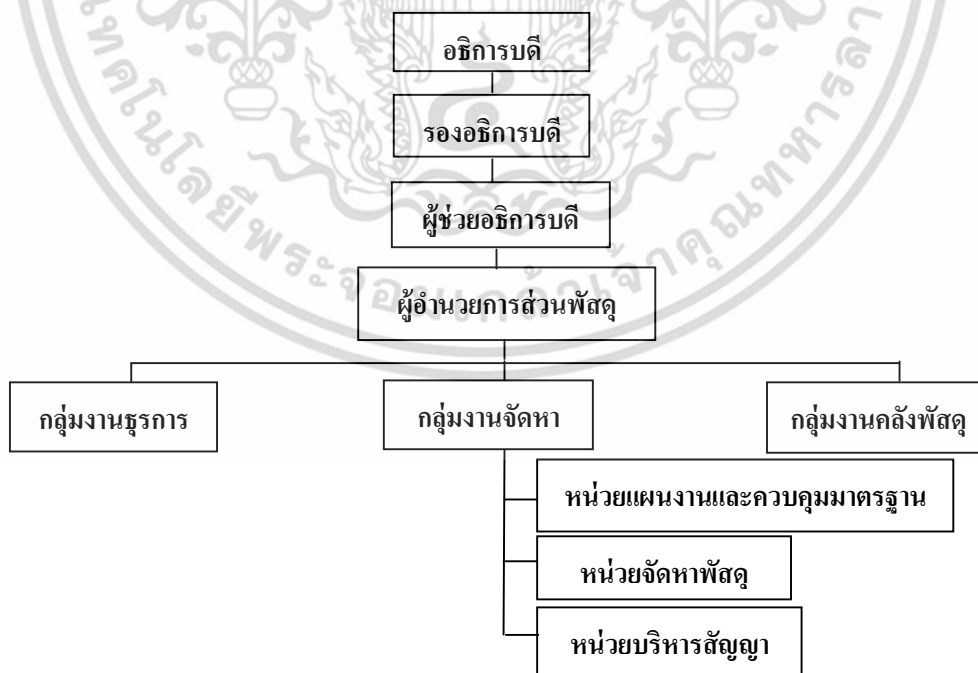 อธิการบดี
รองอธิการบดี
ผู้ช่วยอธิการบดี
ผู้อำนวยการส่วนพัสดุ
กลุ่มงานธุรการ
กลุ่มงานจัดหา
กลุ่มงานคลังพัสดุ
หน่วยแผนงานและควบคุมมาตรฐาน
หน่วยจัดหาพัสดุ
หน่วยบริหารสัญญา